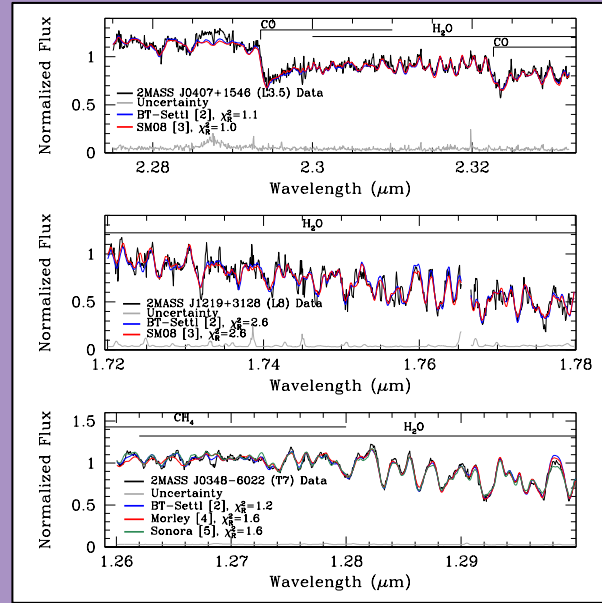 CO
H₂O
CO
1
0.5
0
Normalized Flux
2MASS J0407+1546 (L3.5) Data
Uncertainty
BT-Settl [2], χ²R=1.1
SM08 [3], χ²R=1.0
2.28 2.3 2.32
Wavelength (μm)
H₂O
1
0.5
0
Normalized Flux
2MASS J1219+3128 (L8) Data
Uncertainty
BT-Settl [2], χ²R=2.6
SM08 [3], χ²R=2.6
1.72 1.74 1.76 1.78
Wavelength (μm)
CH₄
H₂O
1.5
1
0.5
0
Normalized Flux
2MASS J0348-6022 (T7) Data
Uncertainty
BT-Settl [2], χ²R=1.2
Morley [4], χ²R=1.6
Sonora [5], χ²R=1.6
1.26 1.27 1.28 1.29
Wavelength (μm)